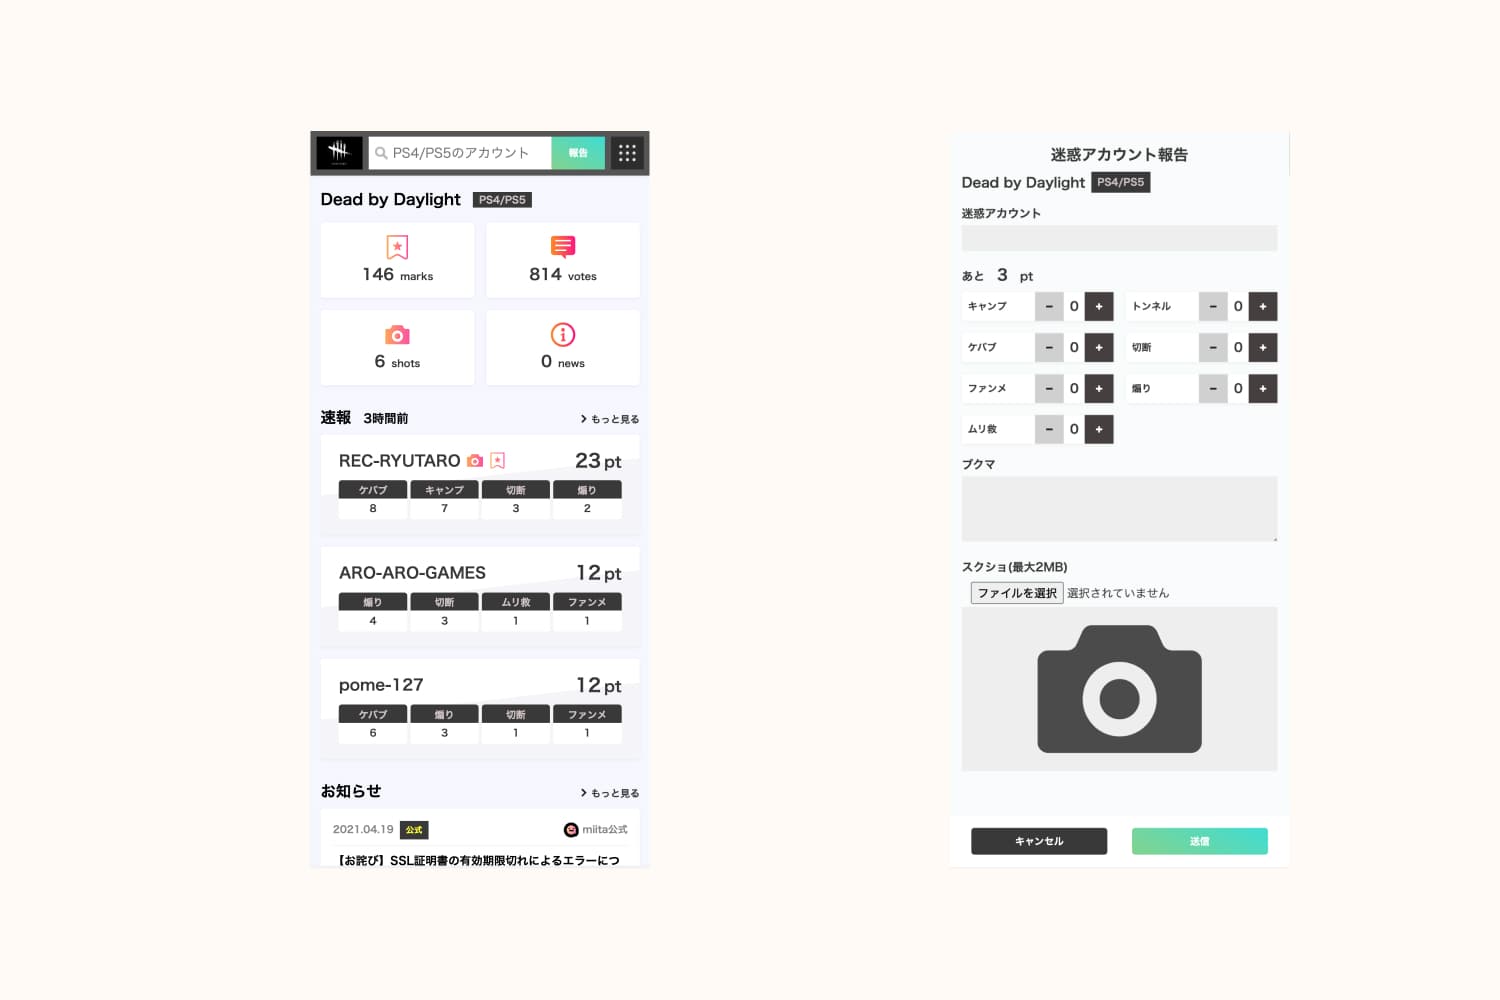 PS4/PS5のアカウント
報告
Dead by Daylight PS4/PS5
146 marks
814 votes
6 shots
0 news
速報 3時間前 もっと見る
REC-RYUTARO 23 pt
ケバブ キャンプ 切断 煽り
8 7 3 2
ARO-ARO-GAMES 12 pt
煽り 切断 ムリ救 ファンメ
4 3 1 1
pome-127 12 pt
ケバブ 煽り 切断 ファンメ
6 3 1 1
お知らせ もっと見る
2021.04.19 公式 miita公式
【お詫び】SSL証明書の有効期限切れによるエラーにつ
迷惑アカウント報告
Dead by Daylight PS4/PS5
迷惑アカウント
あと 3 pt
キャンプ - 0 + トンネル - 0 +
ケバブ - 0 + 切断 - 0 +
ファンメ - 0 + 煽り - 0 +
ムリ救 - 0 +
ブクマ
スクショ(最大2MB)
ファイルを選択 選択されていません
キャンセル 送信